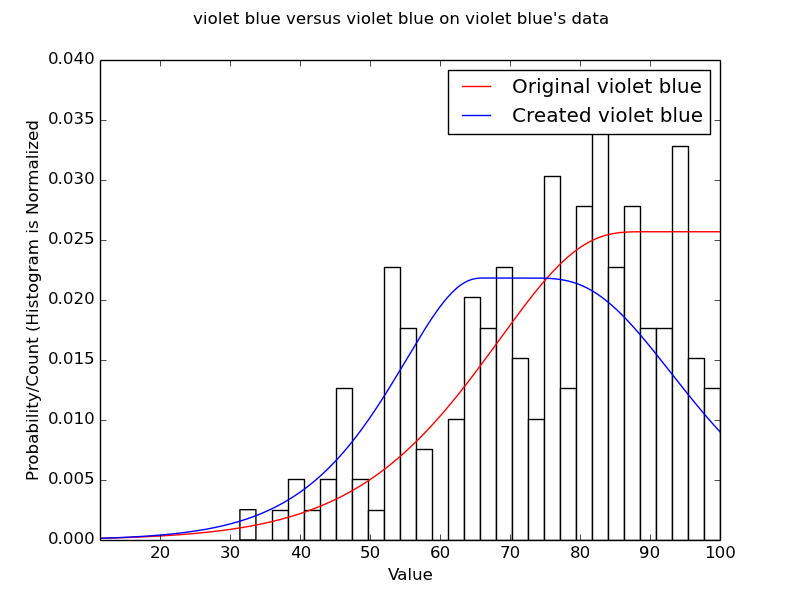 violet blue versus violet blue on violet blue's data
0.040
0.035
0.030
0.025
0.020
0.015
0.010
0.005
0.000
Probability/Count (Histogram is Normalized
Original violet blue
Created violet blue
20 30 40 50 60 70 80 90 100
Value